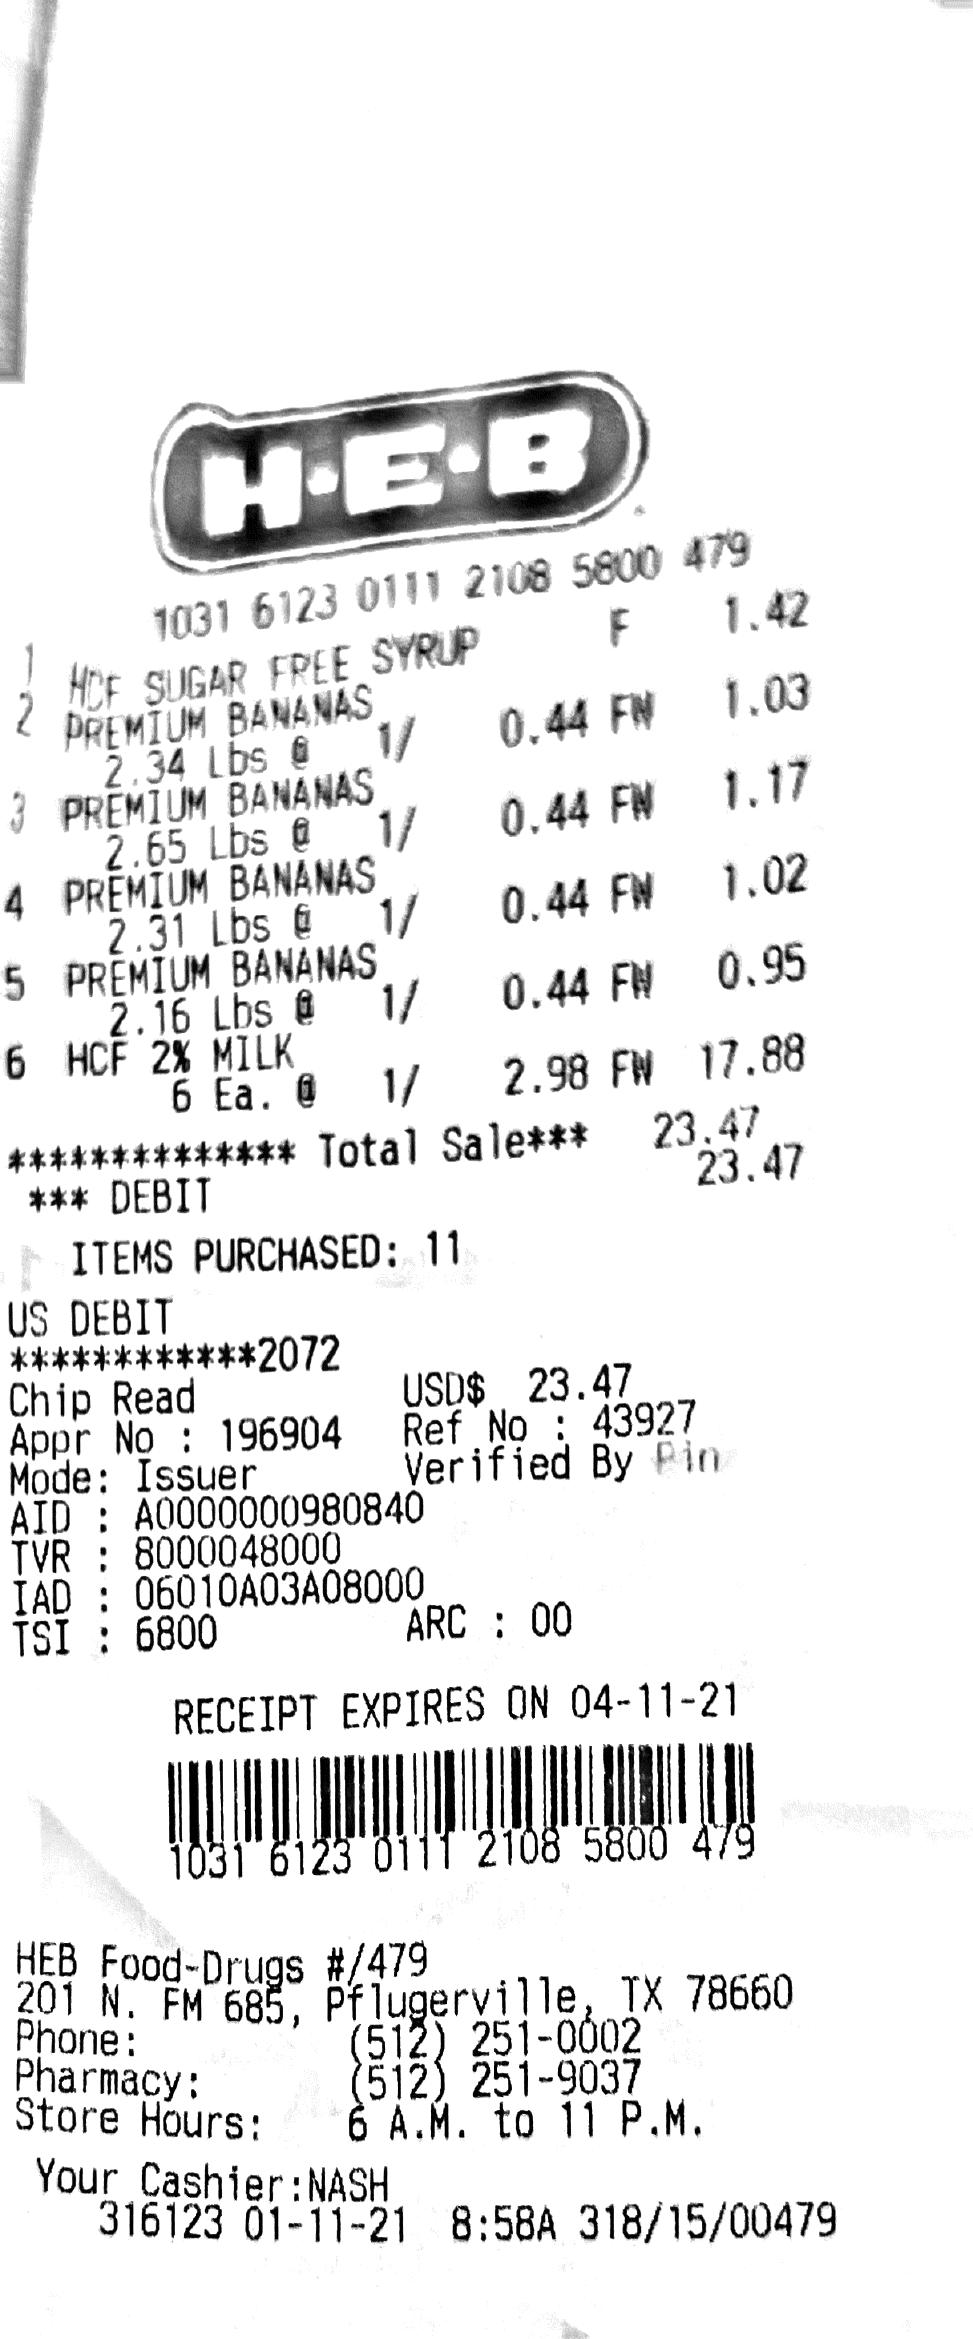 H·E·B
1031 6123 0111 2108 5800 479
1 HCF SUGAR FREE SYRUP F 1.42
2 PREMIUM BANANAS
2.34 Lbs @ 1/ 0.44 FW 1.03
3 PREMIUM BANANAS
2.65 Lbs @ 1/ 0.44 FW 1.17
4 PREMIUM BANANAS
2.31 Lbs @ 1/ 0.44 FW 1.02
5 PREMIUM BANANAS
2.16 Lbs @ 1/ 0.44 FW 0.95
6 HCF 2% MILK
6 Ea. @ 1/ 2.98 FW 17.88
************** Total Sale*** 23.47
*** DEBIT 23.47
ITEMS PURCHASED: 11
US DEBIT
************2072
Chip Read USD$ 23.47
Appr No : 196904 Ref No : 43927
Mode: Issuer Verified By Pin
AID : A0000000980840
TVR : 8000048000
IAD : 06010A03A08000
TSI : 6800 ARC : 00
RECEIPT EXPIRES ON 04-11-21
1031 6123 0111 2108 5800 479
HEB Food-Drugs #/479
201 N. FM 685, Pflugerville, TX 78660
Phone: (512) 251-0002
Pharmacy: (512) 251-9037
Store Hours: 6 A.M. to 11 P.M.
Your Cashier:NASH
316123 01-11-21 8:58A 318/15/00479